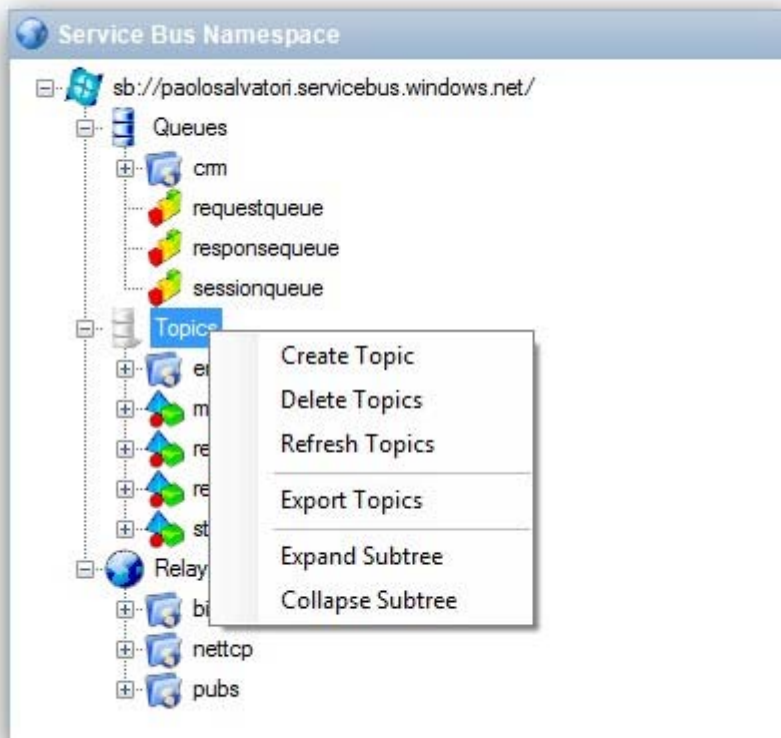 Service Bus Namespace
sb://paolosalvatori.servicebus.windows.net/
Queues
crm
requestqueue
responsequeue
sessionqueue
Topics
Create Topic
Delete Topics
Refresh Topics
Export Topics
Expand Subtree
Collapse Subtree
Relay
nettcp
pubs